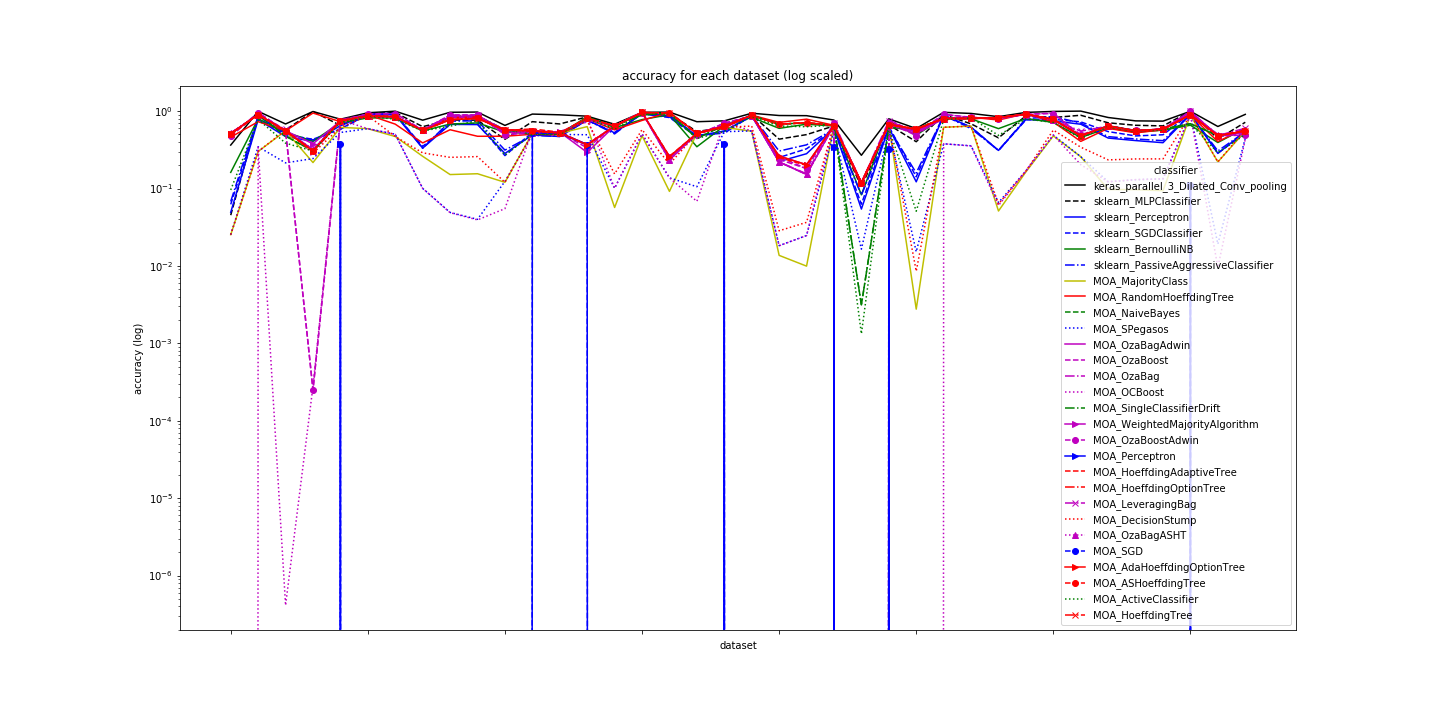 accuracy for each dataset (log scaled)
10⁰
10⁻¹
10⁻²
10⁻³
10⁻⁴
10⁻⁵
10⁻⁶
accuracy (log)
dataset
classifier
keras_parallel_3_Dilated_Conv_pooling
sklearn_MLPClassifier
sklearn_Perceptron
sklearn_SGDClassifier
sklearn_BernoulliNB
sklearn_PassiveAggressiveClassifier
MOA_MajorityClass
MOA_RandomHoeffdingTree
MOA_NaiveBayes
MOA_SPegasos
MOA_OzaBagAdwin
MOA_OzaBoost
MOA_OzaBag
MOA_OCBoost
MOA_SingleClassifierDrift
MOA_WeightedMajorityAlgorithm
MOA_OzaBoostAdwin
MOA_Perceptron
MOA_HoeffdingAdaptiveTree
MOA_HoeffdingOptionTree
MOA_LeveragingBag
MOA_DecisionStump
MOA_OzaBagASHT
MOA_SGD
MOA_AdaHoeffdingOptionTree
MOA_ASHoeffdingTree
MOA_ActiveClassifier
MOA_HoeffdingTree